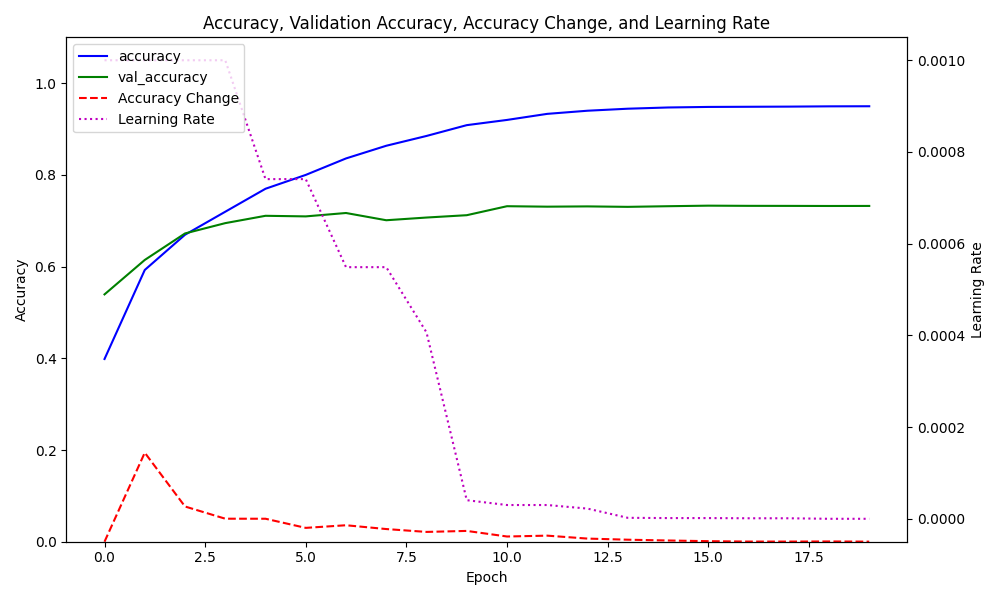 Accuracy, Validation Accuracy, Accuracy Change, and Learning Rate
accuracy
val_accuracy
Accuracy Change
Learning Rate
1.0
0.8
0.6
0.4
0.2
0.0
Accuracy
0.0010
0.0008
0.0006
0.0004
0.0002
0.0000
Learning Rate
0.0 2.5 5.0 7.5 10.0 12.5 15.0 17.5
Epoch